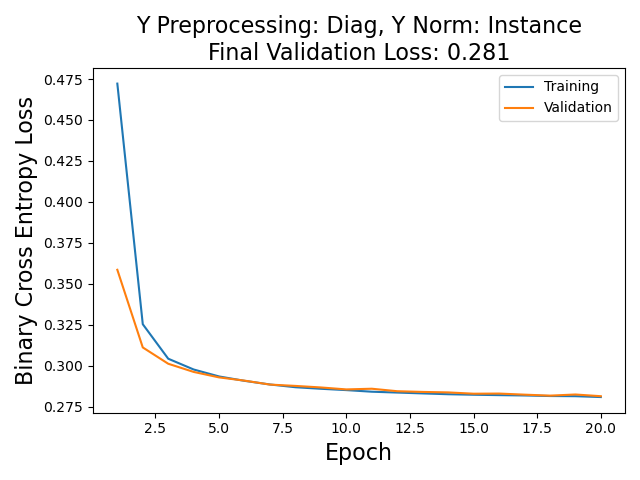 Y Preprocessing: Diag, Y Norm: Instance
Final Validation Loss: 0.281
Training
Validation
Binary Cross Entropy Loss
0.475
0.450
0.425
0.400
0.375
0.350
0.325
0.300
0.275
2.5 5.0 7.5 10.0 12.5 15.0 17.5 20.0
Epoch